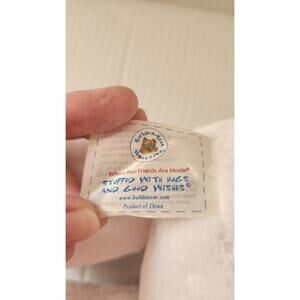 BUILD-A-BEAR
WORKSHOP
Where Best Friends Are Made®
STUFFED WITH HUGS
AND GOOD WISHES®
www.buildabear.com
Product of China